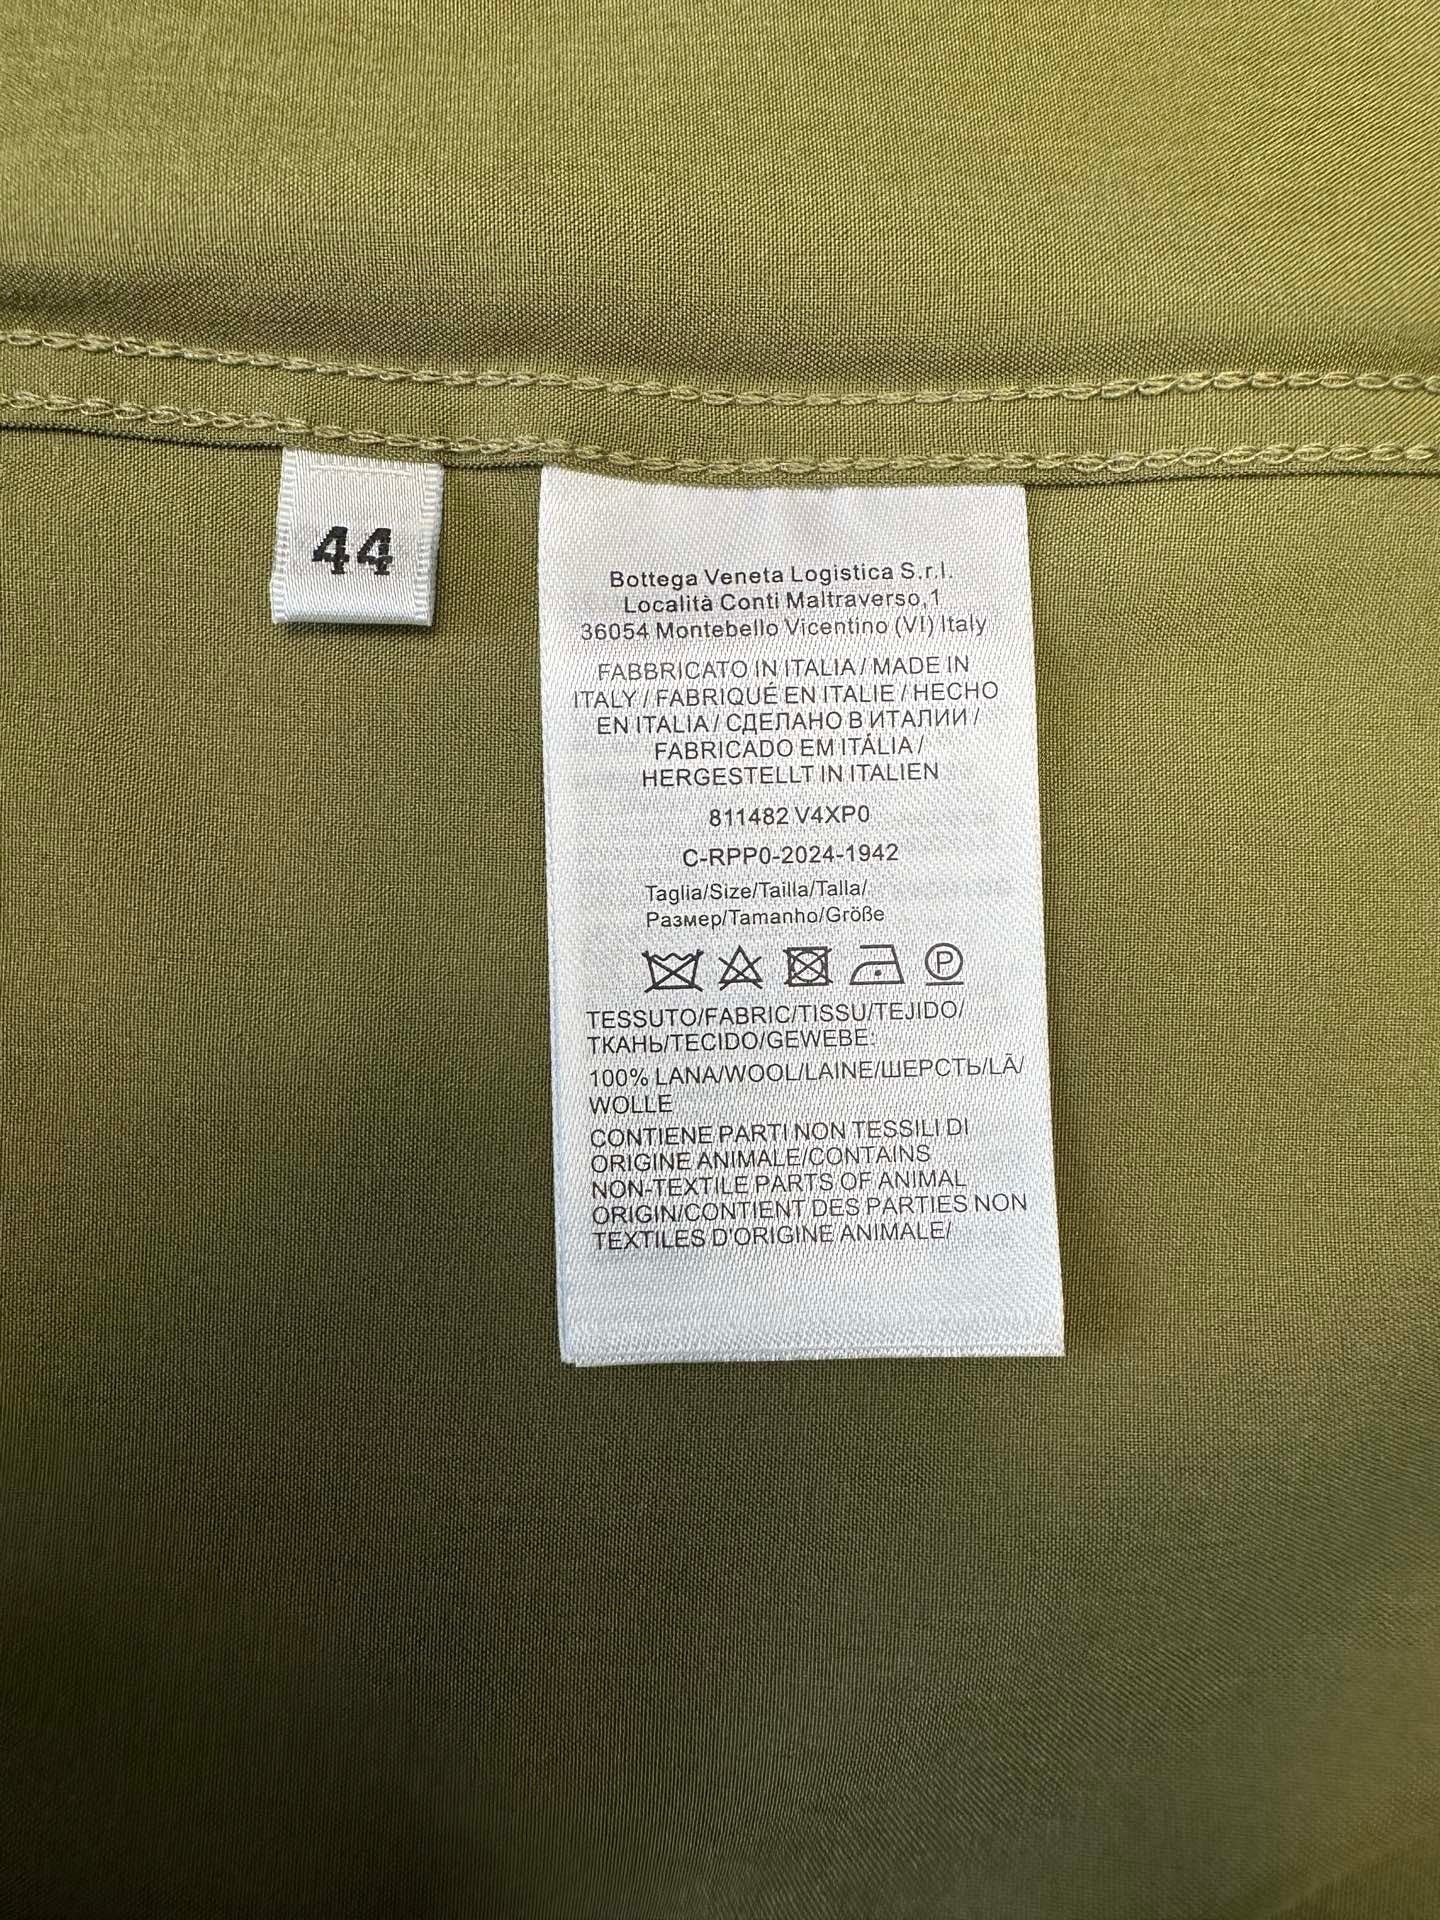 44
Bottega Veneta Logistica S.r.l.
Località Conti Maltraverso,1
36054 Montebello Vicentino (VI) Italy
FABBRICATO IN ITALIA / MADE IN
ITALY / FABRIQUÉ EN ITALIE / HECHO
EN ITALIA / СДЕЛАНО В ИТАЛИИ /
FABRICADO EM ITÁLIA /
HERGESTELLT IN ITALIEN
811482 V4XP0
C-RPP0-2024-1942
Taglia/Size/Tailla/Talla/
Размер/Tamanho/Größe
P
TESSUTO/FABRIC/TISSU/TEJIDO/
ТКАНЬ/TECIDO/GEWEBE:
100% LANA/WOOL/LAINE/ШЕРСТЬ/LÃ/
WOLLE
CONTIENE PARTI NON TESSILI DI
ORIGINE ANIMALE/CONTAINS
NON-TEXTILE PARTS OF ANIMAL
ORIGIN/CONTIENT DES PARTIES NON
TEXTILES D'ORIGINE ANIMALE/